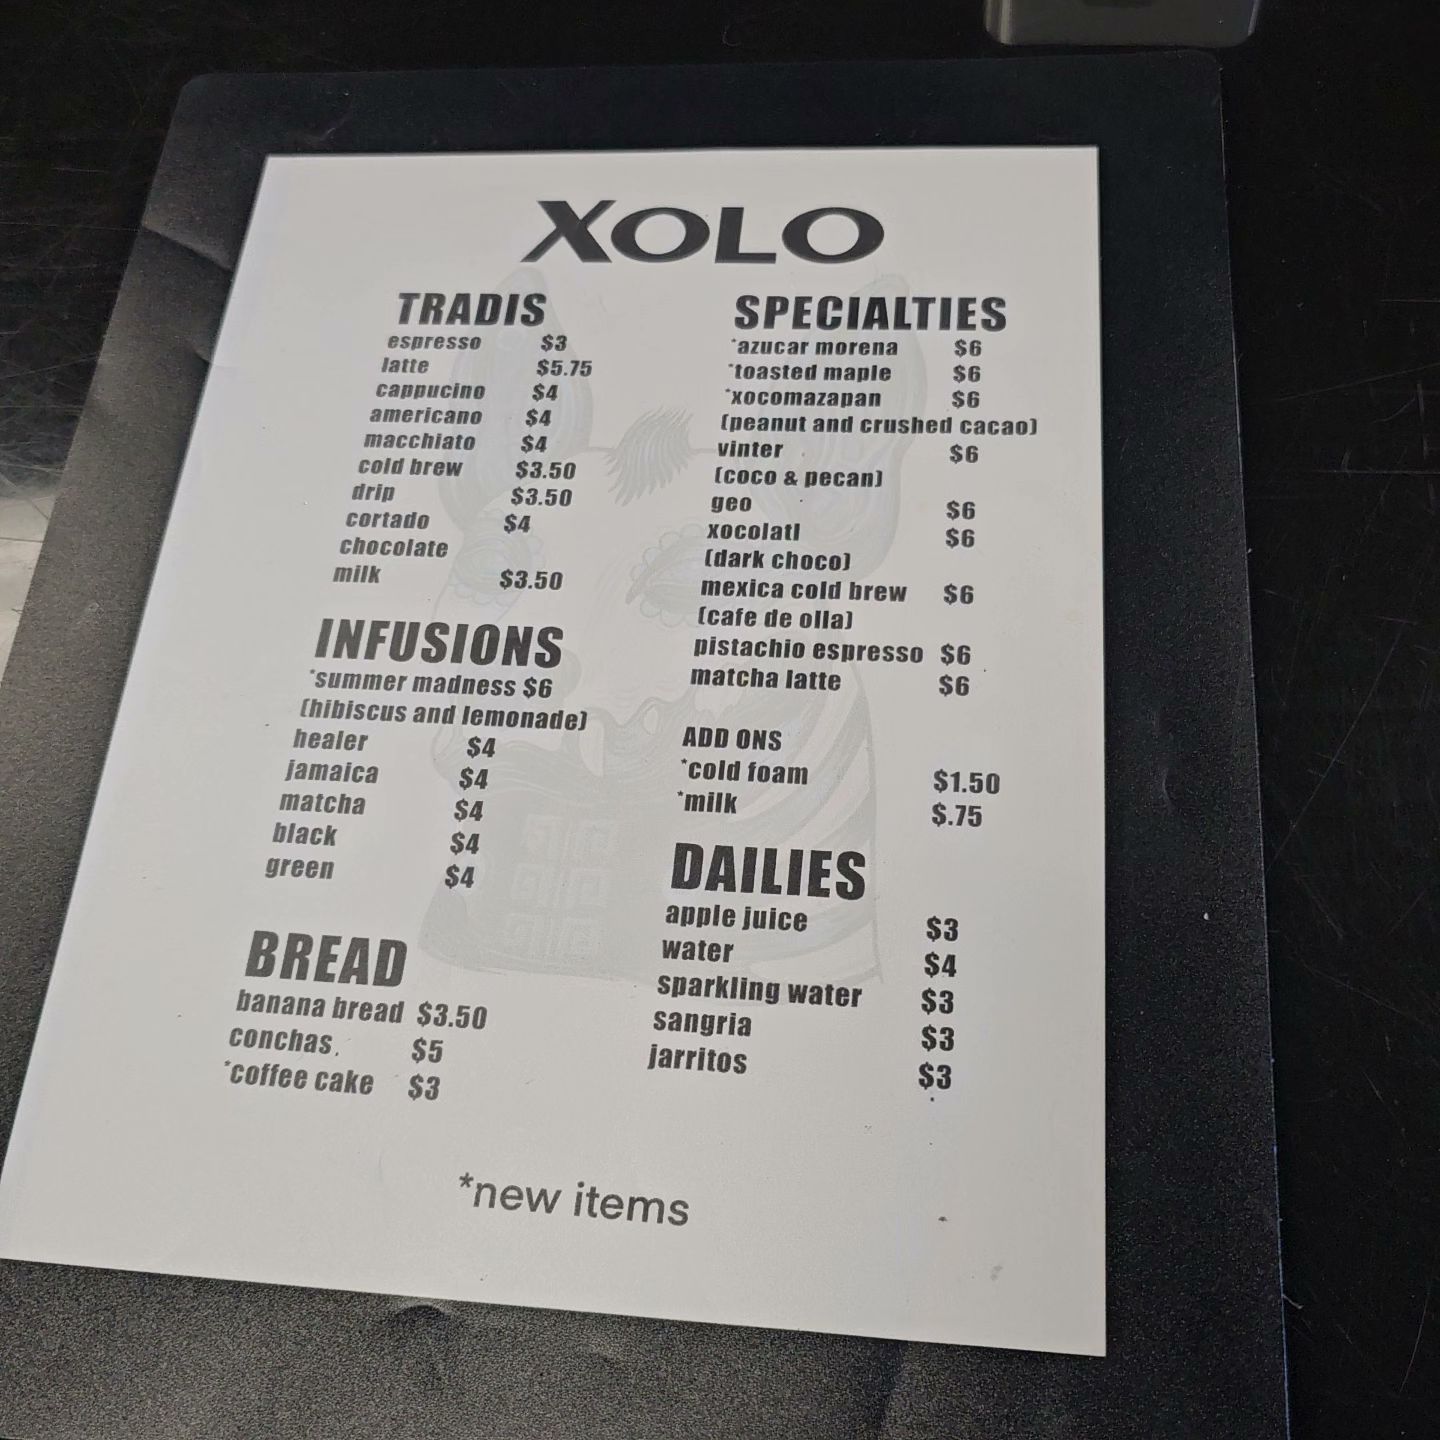 XOLO
TRADIS
espresso $3
latte $5.75
cappucino $4
americano $4
macchiato $4
cold brew $3.50
drip $3.50
cortado $4
chocolate
milk $3.50
INFUSIONS
*summer madness $6
(hibiscus and lemonade)
healer $4
jamaica $4
matcha $4
black $4
green $4
BREAD
banana bread $3.50
conchas $5
*coffee cake $3
SPECIALTIES
*azucar morena $6
*toasted maple $6
*xocomazapan $6
(peanut and crushed cacao)
vinter $6
(coco & pecan)
geo $6
xocolatl $6
(dark choco)
mexica cold brew $6
(cafe de olla)
pistachio espresso $6
matcha latte $6
ADD ONS
*cold foam $1.50
*milk $.75
DAILIES
apple juice $3
water $4
sparkling water $3
sangria $3
jarritos $3
*new items